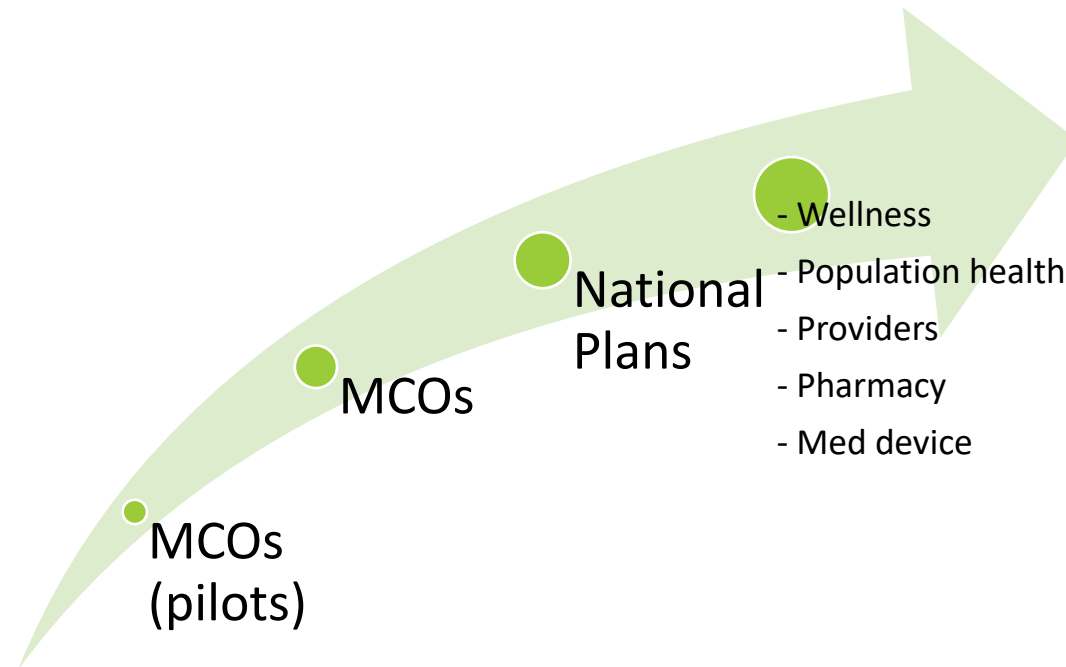 MCOs
(pilots)
MCOs
National
Plans
- Wellness
- Population health
- Providers
- Pharmacy
- Med device